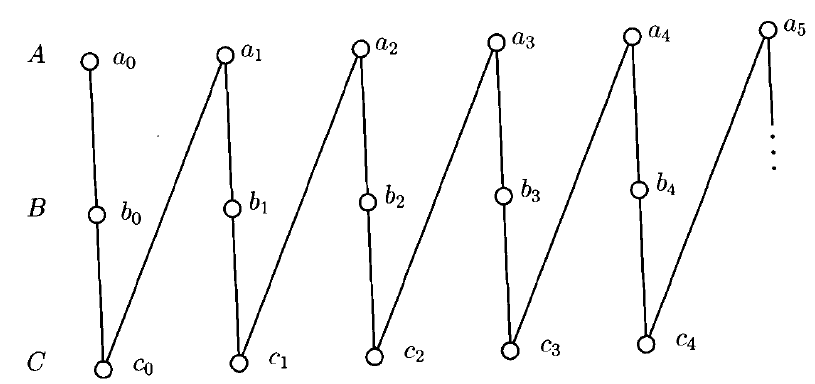 A a₀ a₁ a₂ a₃ a₄ a₅
B b₀ b₁ b₂ b₃ b₄
C c₀ c₁ c₂ c₃ c₄